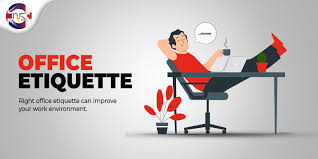 OFFICE
ETIQUETTE
Right office etiquette can improve
your work environment.